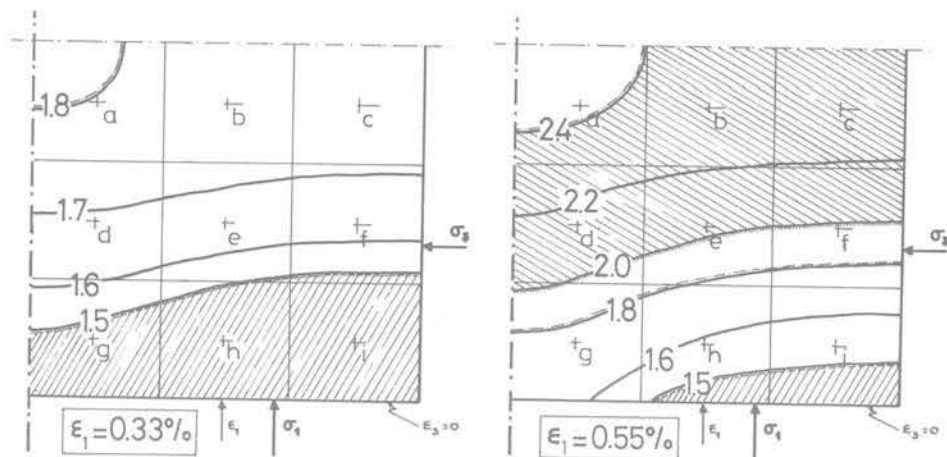 1.8
a
b
c
1.7
d
e
f
σ₃
1.6
1.5
g
h
i
ε₁=0.33%
ε₁
σ₁
ε₃=0
a
b
c
2.4
2.2
d
e
f
σ₃
2.0
1.8
g
h
i
1.6
1.5
ε₁=0.55%
ε₁
σ₁
ε₃=0